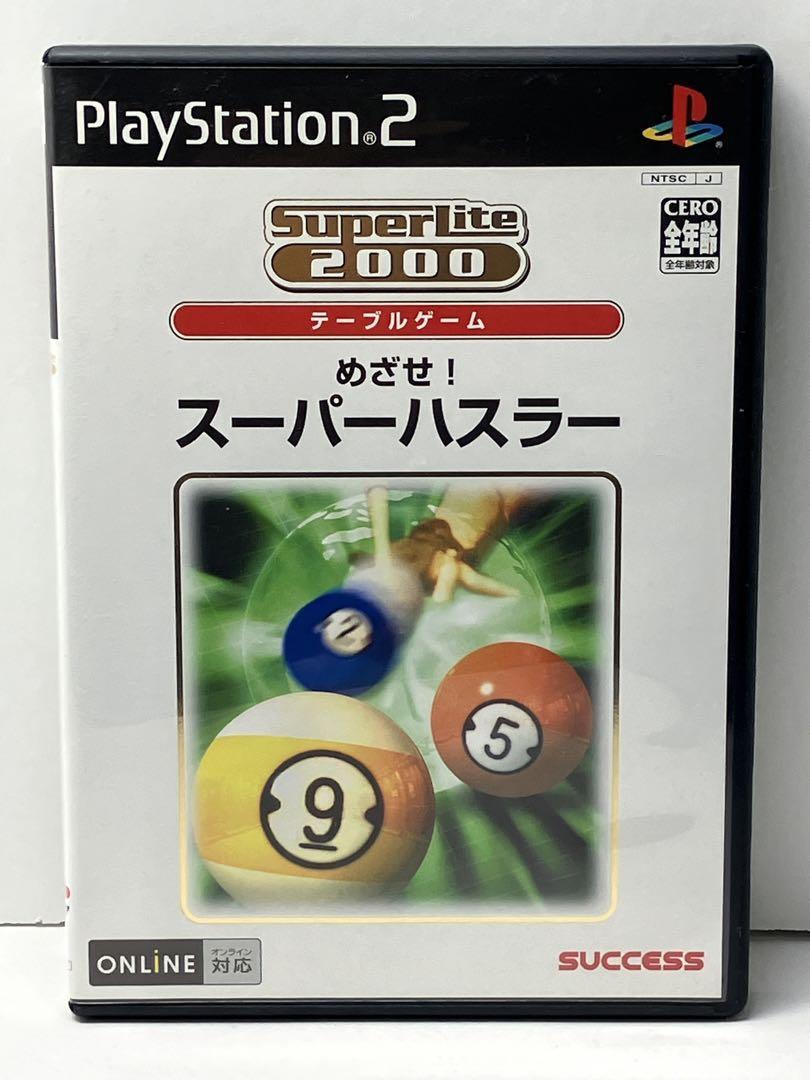 PlayStation®2
NTSC J
SuperLite
2000
CERO
全年齢
全年齢対象
テーブルゲーム
めざせ!
スーパーハスラー
5
9
ONLiNE
オンライン
対応
SUCCESS